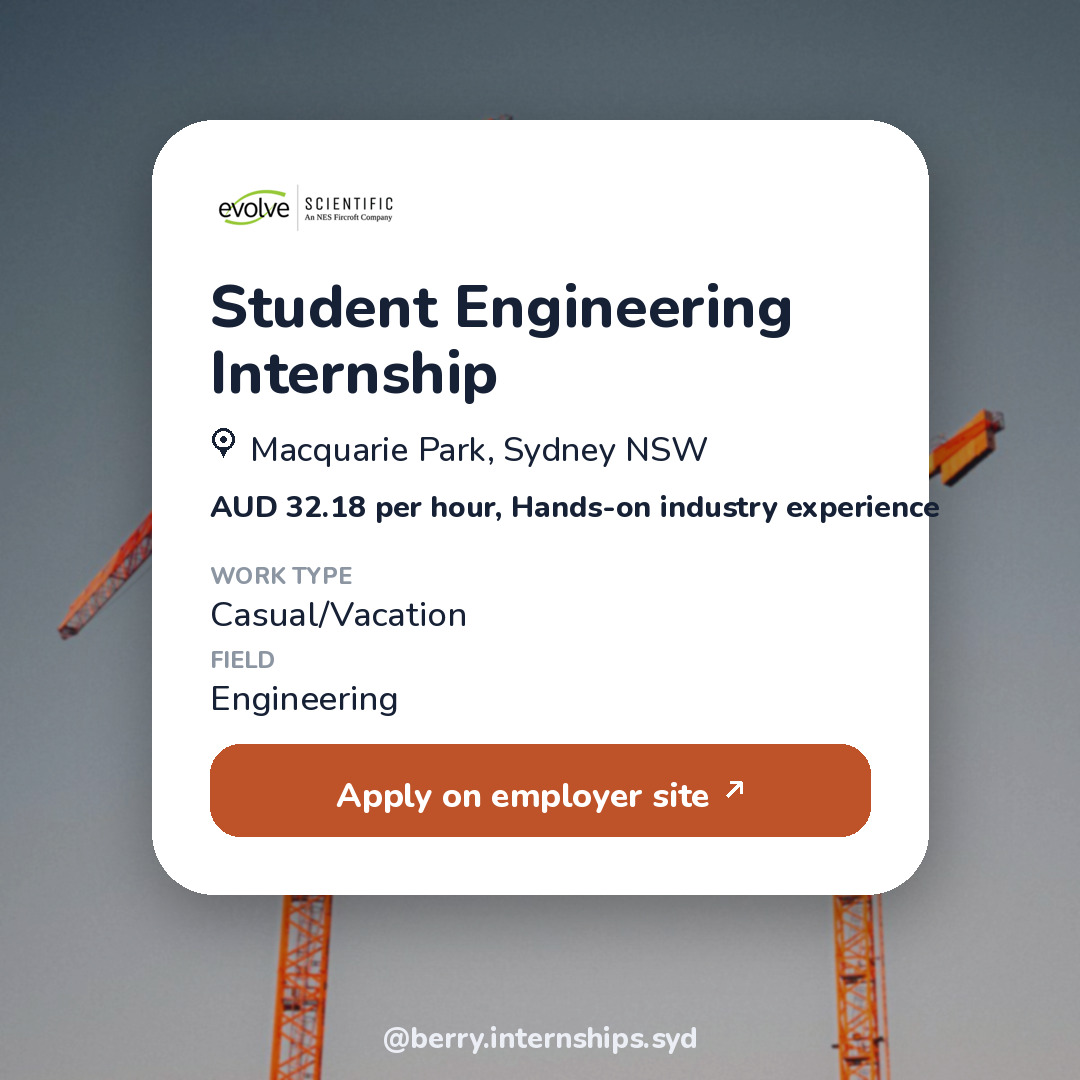 evolve
SCIENTIFIC
An NES Fircroft Company
Student Engineering
Internship
Macquarie Park, Sydney NSW
AUD 32.18 per hour, Hands-on industry experience
WORK TYPE
Casual/Vacation
FIELD
Engineering
Apply on employer site
@berry.internships.syd